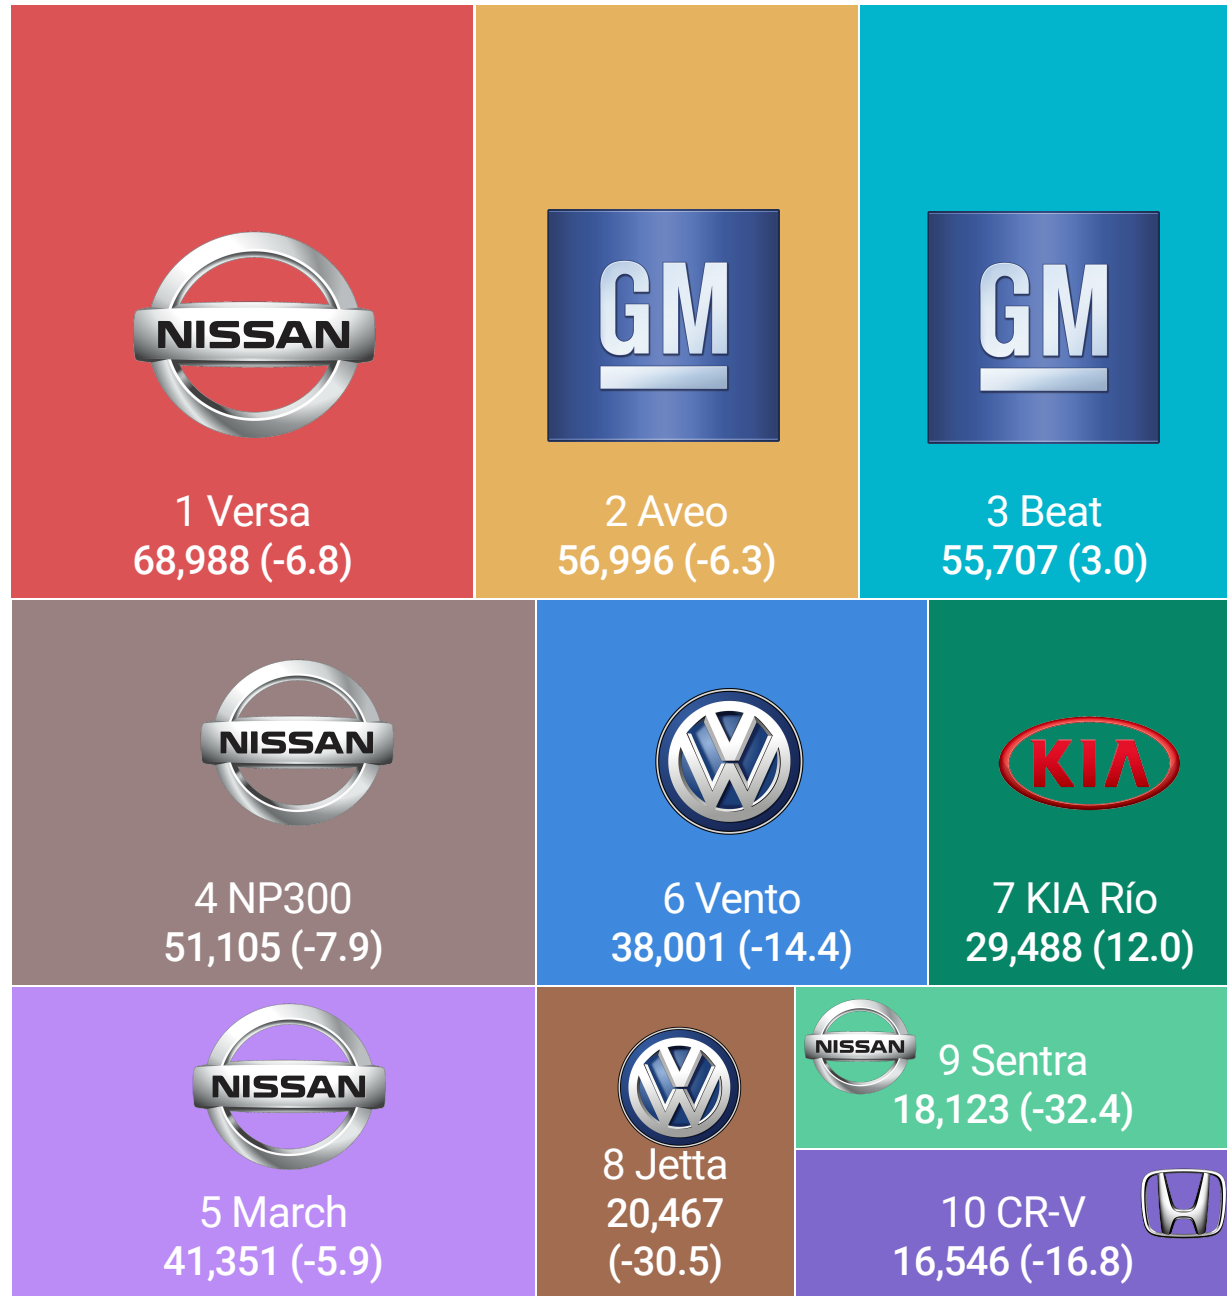 NISSAN
1 Versa
68,988 (-6.8)
GM
2 Aveo
56,996 (-6.3)
GM
3 Beat
55,707 (3.0)
NISSAN
4 NP300
51,105 (-7.9)
VW
6 Vento
38,001 (-14.4)
KIA
7 KIA Río
29,488 (12.0)
NISSAN
5 March
41,351 (-5.9)
VW
8 Jetta
20,467
(-30.5)
NISSAN
9 Sentra
18,123 (-32.4)
10 CR-V
16,546 (-16.8)